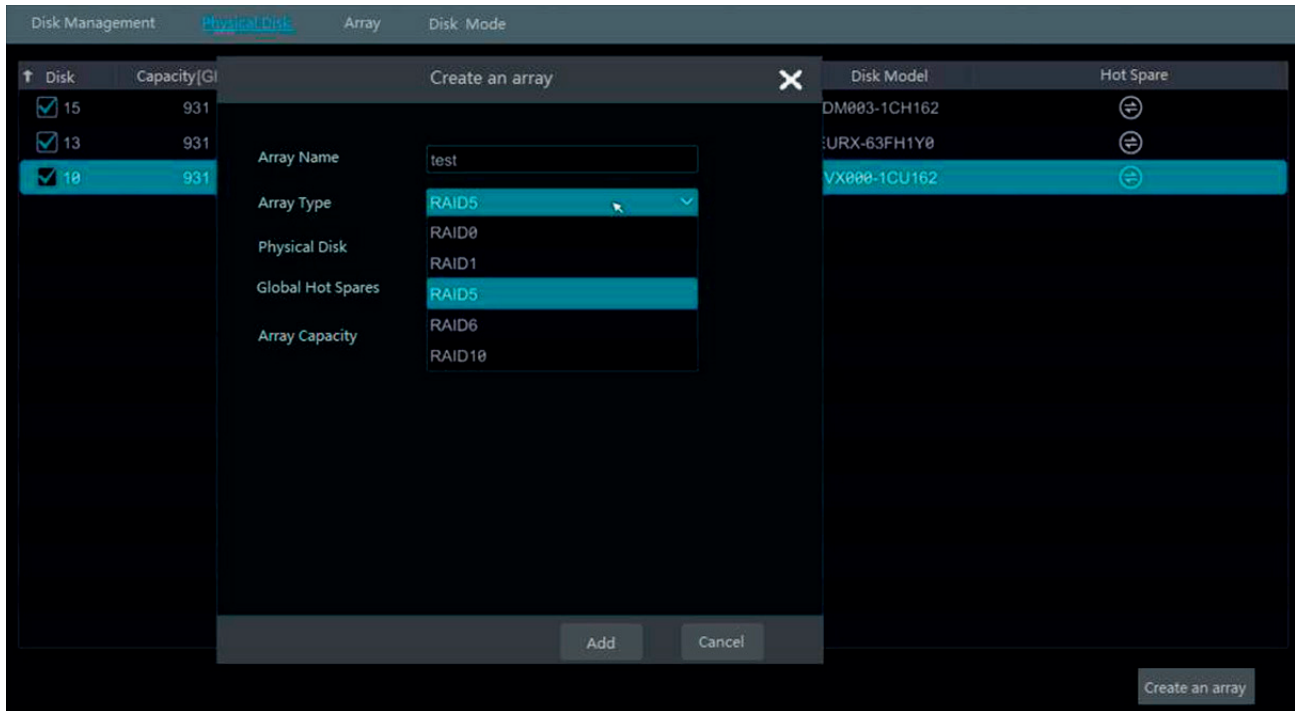 Disk Management Physical Disk Array Disk Mode
Disk Capacity[G Create an array Disk Model Hot Spare
15 931 DM003-1CH162
13 931 URX-63FH1Y0
10 931 VX000-1CU162
Array Name test
Array Type RAID5
RAID0
Physical Disk
RAID1
Global Hot Spares
RAID5
RAID6
Array Capacity
RAID10
Add Cancel
Create an array